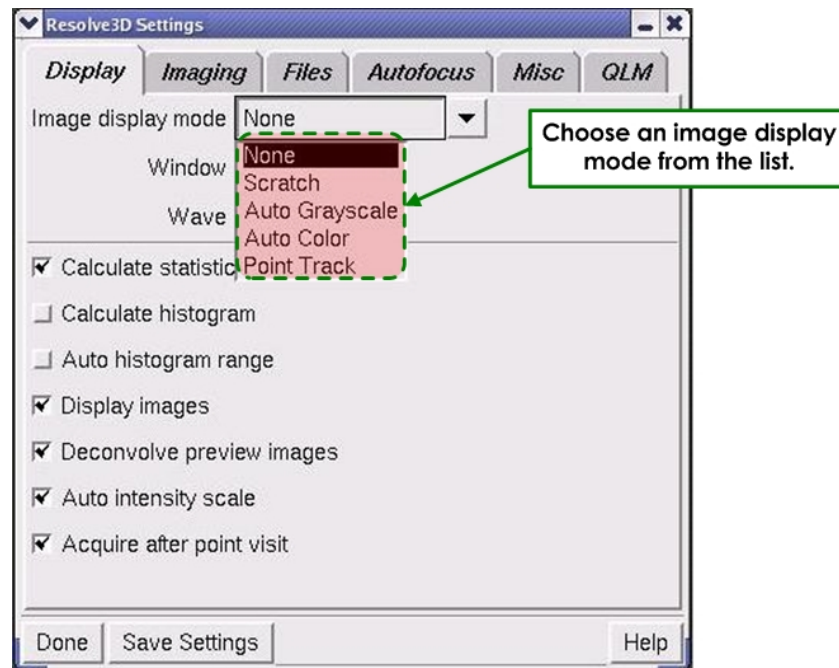 Resolve3D Settings
Display Imaging Files Autofocus Misc QLM
Image display mode None
Choose an image display
mode from the list.
None
Window
Scratch
Wave
Auto Grayscale
Auto Color
Calculate statistic
Point Track
Calculate histogram
Auto histogram range
Display images
Deconvolve preview images
Auto intensity scale
Acquire after point visit
Done Save Settings Help